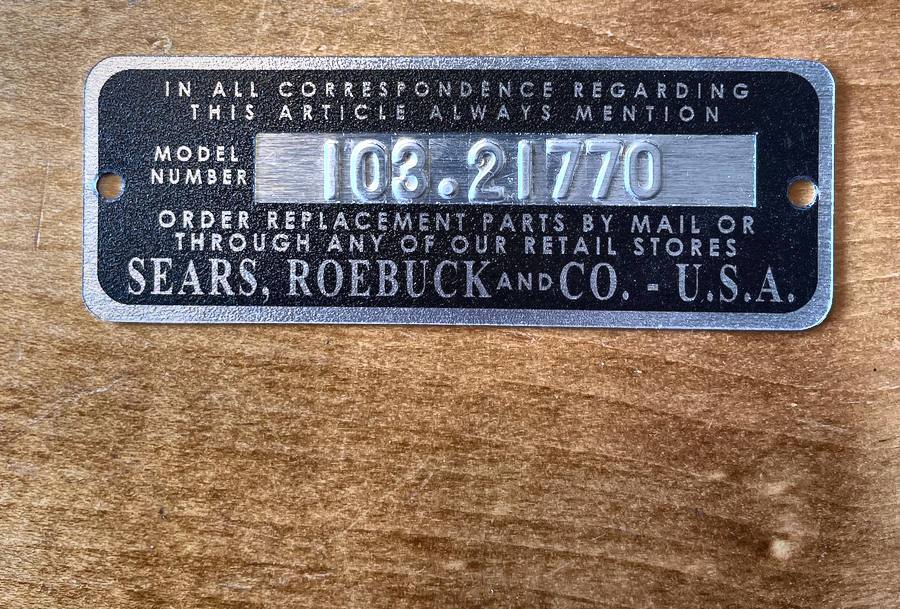 IN ALL CORRESPONDENCE REGARDING
THIS ARTICLE ALWAYS MENTION
MODEL
NUMBER
103.21770
ORDER REPLACEMENT PARTS BY MAIL OR
THROUGH ANY OF OUR RETAIL STORES
SEARS, ROEBUCK AND CO. - U.S.A.